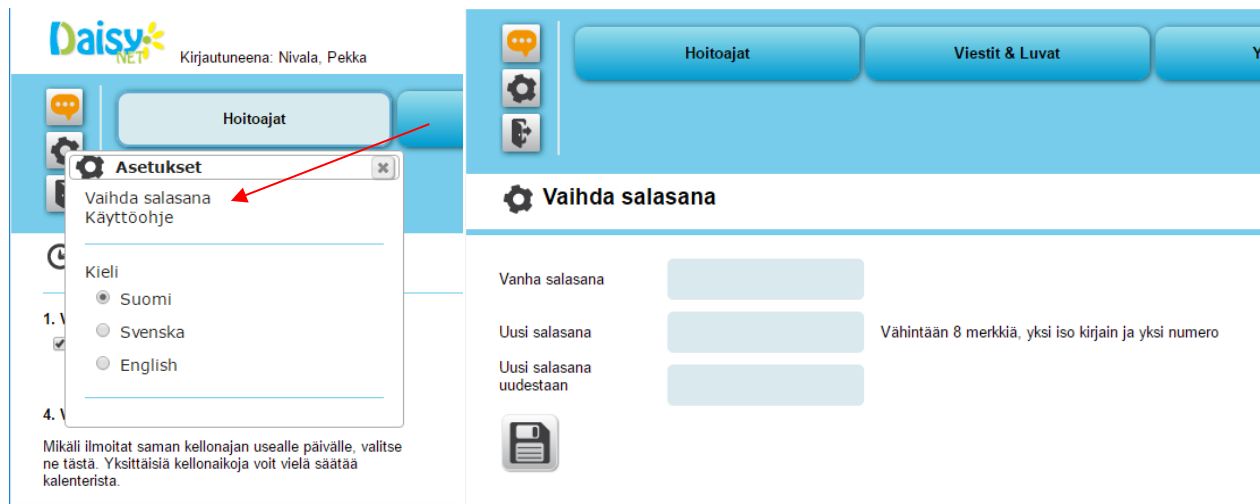 Daisy
NET
Kirjautuneena: Nivala, Pekka
Hoitoajat
Asetukset
Vaihda salasana
Käyttöohje
Kieli
Suomi
Svenska
English
1. V
4. V
Mikäli ilmoitat saman kellonajan usealle päivälle, valitse
ne tästä. Yksittäisiä kellonaikoja voit vielä säätää
kalenterista.
Hoitoajat
Viestit & Luvat
Y
Vaihda salasana
Vanha salasana
Uusi salasana
Vähintään 8 merkkiä, yksi iso kirjain ja yksi numero
Uusi salasana
uudestaan